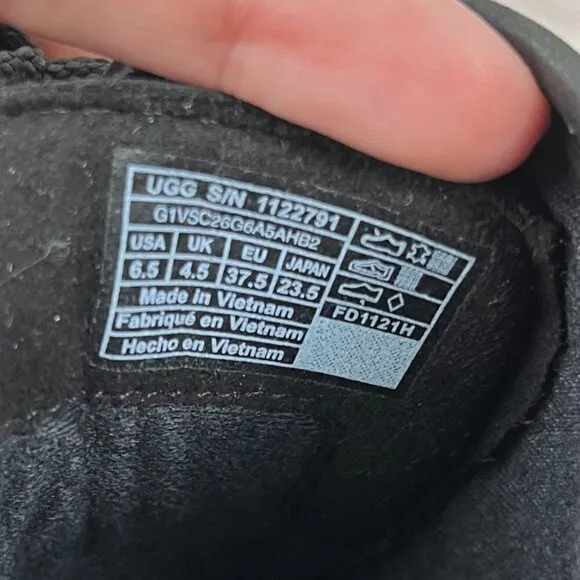 UGG S/N 1122791
G1VSC26G6A5AHB2
USA UK EU JAPAN
6.5 4.5 37.5 23.5
Made In Vietnam
Fabriqué en Vietnam
Hecho en Vietnam
FD1121H